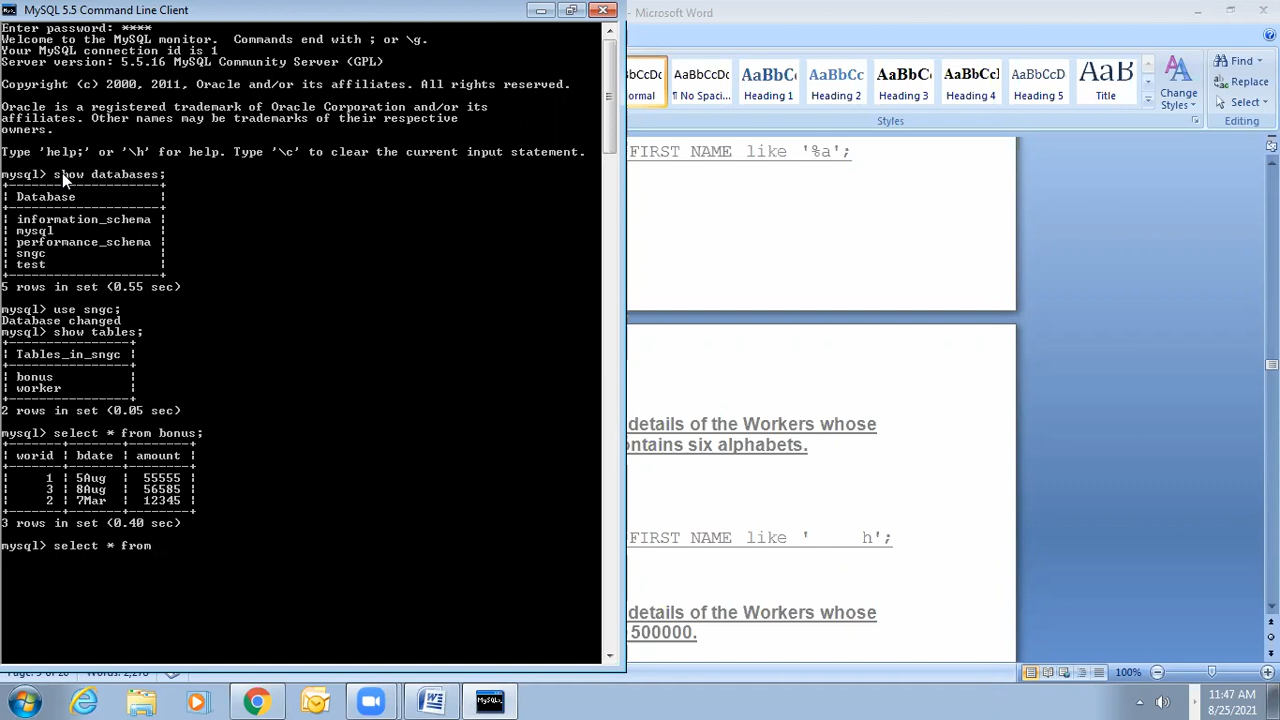 MySQL 5.5 Command Line Client
Enter password: ****
Welcome to the MySQL monitor.  Commands end with ; or \g.
Your MySQL connection id is 1
Server version: 5.5.16 MySQL Community Server (GPL)
Copyright (c) 2000, 2011, Oracle and/or its affiliates. All rights reserved.
Oracle is a registered trademark of Oracle Corporation and/or its
affiliates. Other names may be trademarks of their respective
owners.
Type 'help;' or '\h' for help. Type '\c' to clear the current input statement.
mysql> show databases;
+--------------------+
| Database           |
+--------------------+
| information_schema |
| mysql              |
| performance_schema |
| sngc               |
| test               |
+--------------------+
5 rows in set (0.55 sec)
mysql> use sngc;
Database changed
mysql> show tables;
+----------------+
| Tables_in_sngc |
+----------------+
| bonus          |
| worker         |
+----------------+
2 rows in set (0.05 sec)
mysql> select * from bonus;
+-------+-------+--------+
| worid | bdate | amount |
+-------+-------+--------+
|     1 | 5Aug  |  55555 |
|     3 | 8Aug  |  56585 |
|     2 | 7Mar  |  12345 |
+-------+-------+--------+
3 rows in set (0.40 sec)
mysql> select * from
- Microsoft Word
AaBbCcDc AaBbCcDc AaBbC AaBbCc AaBbCc AaBbCc AaBbCcDc AaB
ormal ¶ No Spaci... Heading 1 Heading 2 Heading 3 Heading 4 Heading 5 Title
Change Styles
Find
Replace
Select
Styles
Editing
FIRST NAME like '%a';
details of the Workers whose
ontains six alphabets.
FIRST NAME like '     h';
details of the Workers whose
500000.
Words: 2,278
100%
MySQL
11:47 AM
8/25/2021